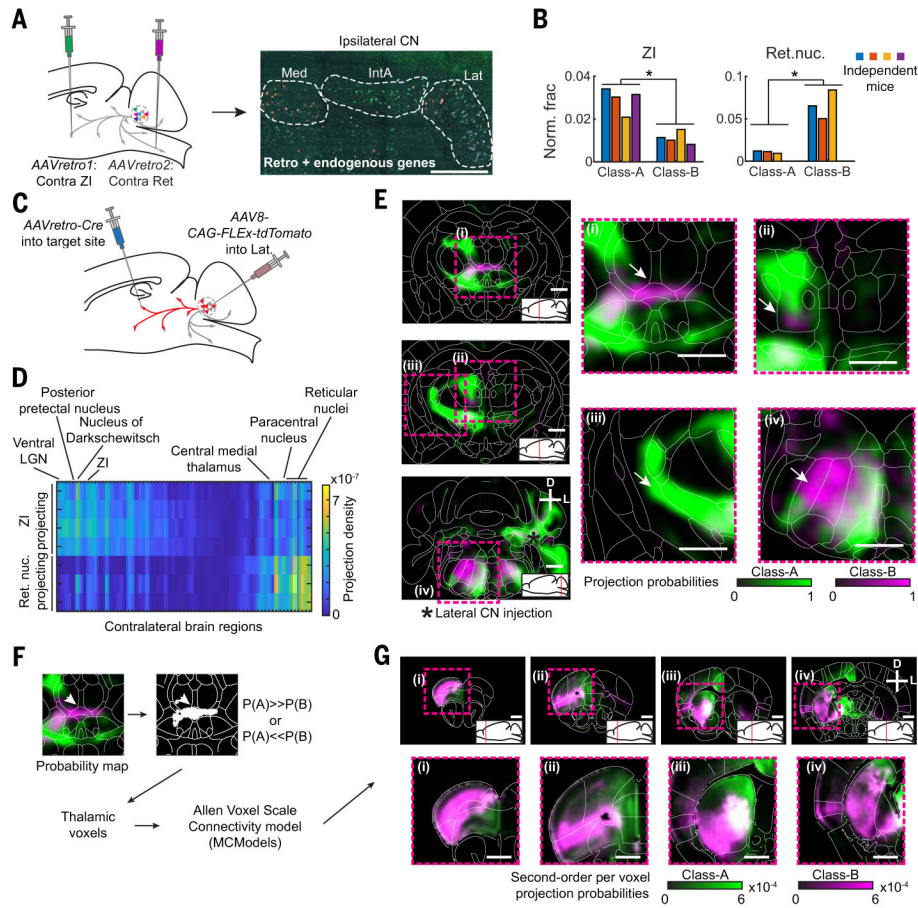 A
Ipsilateral CN
Med
IntA
Lat
Retro + endogenous genes
AAVretro1:
Contra ZI
AAVretro2:
Contra Ret
B
ZI
Ret.nuc.
Independent
mice
Norm. frac
0.04
0.02
0
*
Class-A Class-B
0.1
0.05
0
*
Class-A Class-B
C
AAVretro-Cre
into target site
AAV8-
CAG-FLEx-tdTomato
into Lat.
D
Posterior
pretectal nucleus
Nucleus of
Darkschewitsch
Ventral
LGN
ZI
Reticular
nuclei
Paracentral
nucleus
Central medial
thalamus
ZI
projecting
Ret. nuc.
projecting
x10-7
7
0
Projection density
Contralateral brain regions
E
(i)
(iii)
(ii)
D
L
*
(iv)
* Lateral CN injection
(i)
(ii)
(iii)
(iv)
Projection probabilities
Class-A
0 1
Class-B
0 1
F
Probability map
P(A)>>P(B)
or
P(A)<<P(B)
Thalamic
voxels
Allen Voxel Scale
Connectivity model
(MCModels)
G
(i)
(ii)
(iii)
(iv)
D
L
(i)
(ii)
(iii)
(iv)
Second-order per voxel
projection probabilities
Class-A
0 6x10-4
Class-B
0 6x10-4